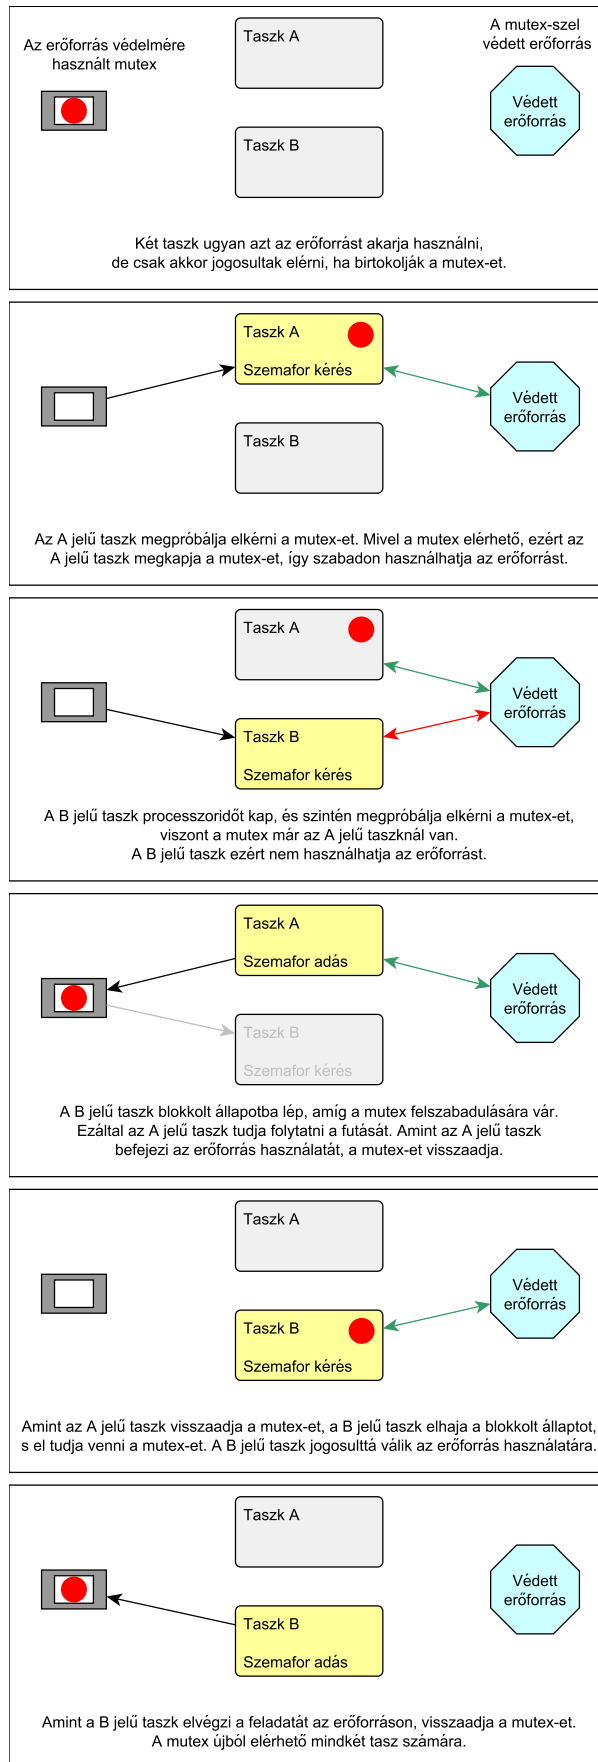 Az erőforrás védelmére
használt mutex
Taszk A
A mutex-szel
védett erőforrás
Védett
erőforrás
Taszk B
Két taszk ugyan azt az erőforrást akarja használni,
de csak akkor jogosultak elérni, ha birtokolják a mutex-et.
Taszk A
Szemafor kérés
Védett
erőforrás
Taszk B
Az A jelű taszk megpróbálja elkérni a mutex-et. Mivel a mutex elérhető, ezért az
A jelű taszk megkapja a mutex-et, így szabadon használhatja az erőforrást.
Taszk A
Védett
erőforrás
Taszk B
Szemafor kérés
A B jelű taszk processzoridőt kap, és szintén megpróbálja elkérni a mutex-et,
viszont a mutex már az A jelű taszknál van.
A B jelű taszk ezért nem használhatja az erőforrást.
Taszk A
Szemafor adás
Védett
erőforrás
Taszk B
Szemafor kérés
A B jelű taszk blokkolt állapotba lép, amíg a mutex felszabadulására vár.
Ezáltal az A jelű taszk tudja folytatni a futását. Amint az A jelű taszk
befejezi az erőforrás használatát, a mutex-et visszaadja.
Taszk A
Védett
erőforrás
Taszk B
Szemafor kérés
Amint az A jelű taszk visszaadja a mutex-et, a B jelű taszk elhaja a blokkolt állaptot,
s el tudja venni a mutex-et. A B jelű taszk jogosulttá válik az erőforrás használatára.
Taszk A
Védett
erőforrás
Taszk B
Szemafor adás
Amint a B jelű taszk elvégzi a feladatát az erőforráson, visszaadja a mutex-et.
A mutex újból elérhető mindkét tasz számára.